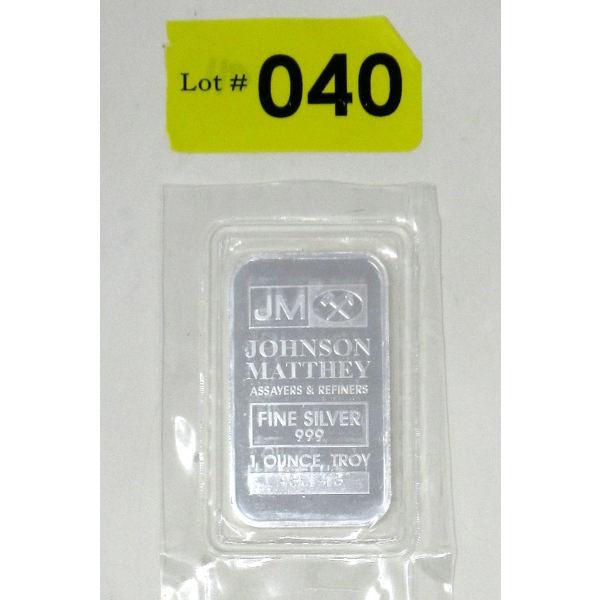 Lot # 040
JM
JOHNSON
MATTHEY
ASSAYERS & REFINERS
FINE SILVER
999
1 OUNCE TROY